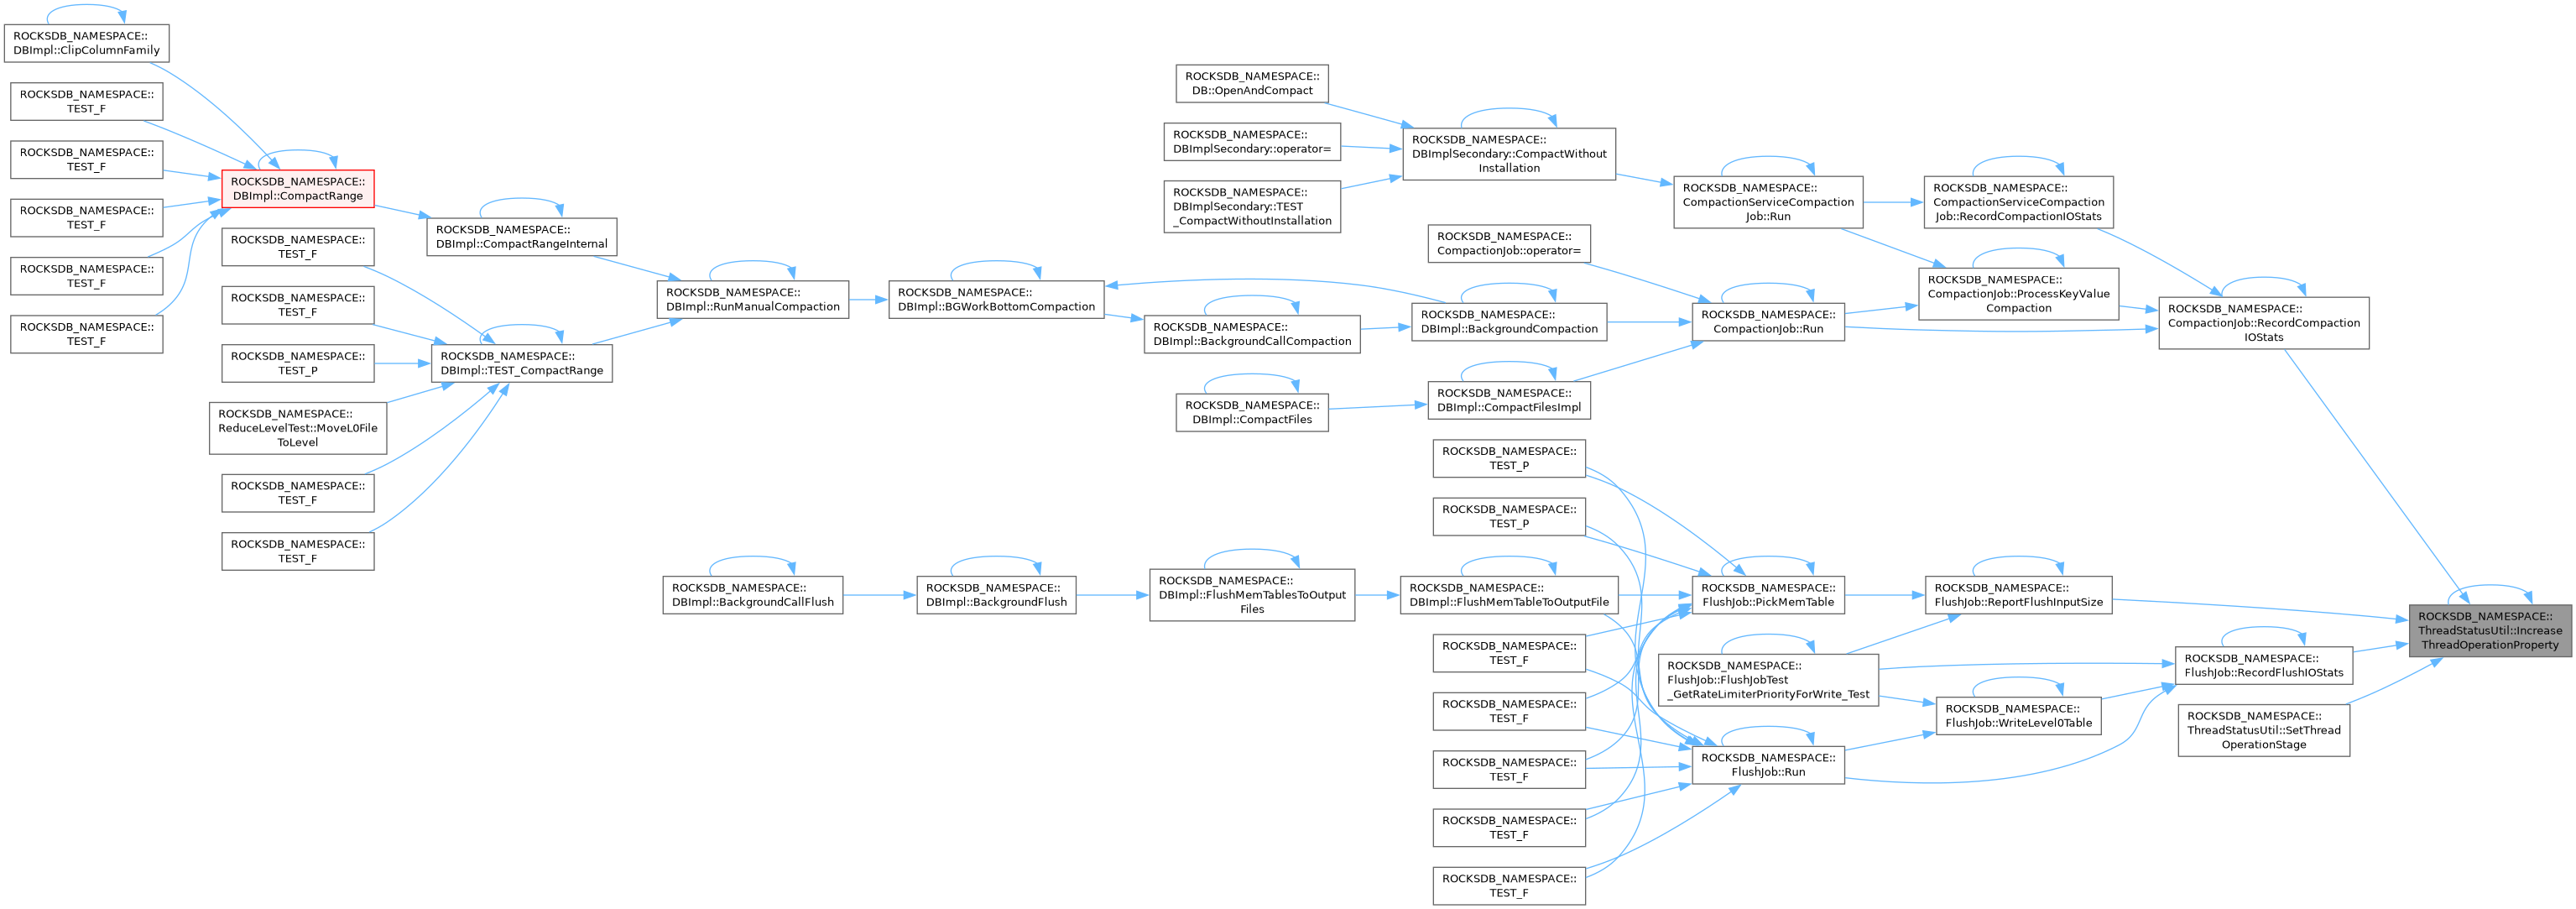 ROCKSDB_NAMESPACE::
DBImpl::ClipColumnFamily
ROCKSDB_NAMESPACE::
TEST_F
ROCKSDB_NAMESPACE::
TEST_F
ROCKSDB_NAMESPACE::
TEST_F
ROCKSDB_NAMESPACE::
TEST_F
ROCKSDB_NAMESPACE::
TEST_F
ROCKSDB_NAMESPACE::
DBImpl::CompactRange
ROCKSDB_NAMESPACE::
TEST_F
ROCKSDB_NAMESPACE::
TEST_F
ROCKSDB_NAMESPACE::
TEST_P
ROCKSDB_NAMESPACE::
ReduceLevelTest::MoveL0File
ToLevel
ROCKSDB_NAMESPACE::
TEST_F
ROCKSDB_NAMESPACE::
TEST_F
ROCKSDB_NAMESPACE::
DBImpl::CompactRangeInternal
ROCKSDB_NAMESPACE::
DBImpl::TEST_CompactRange
ROCKSDB_NAMESPACE::
DBImpl::RunManualCompaction
ROCKSDB_NAMESPACE::
DBImpl::BackgroundCallFlush
ROCKSDB_NAMESPACE::
DBImpl::BGWorkBottomCompaction
ROCKSDB_NAMESPACE::
DBImpl::BackgroundFlush
ROCKSDB_NAMESPACE::
DB::OpenAndCompact
ROCKSDB_NAMESPACE::
DBImplSecondary::operator=
ROCKSDB_NAMESPACE::
DBImplSecondary::TEST
_CompactWithoutInstallation
ROCKSDB_NAMESPACE::
DBImpl::BackgroundCallCompaction
ROCKSDB_NAMESPACE::
DBImpl::CompactFiles
ROCKSDB_NAMESPACE::
DBImpl::FlushMemTablesToOutput
Files
ROCKSDB_NAMESPACE::
DBImplSecondary::CompactWithout
Installation
ROCKSDB_NAMESPACE::
CompactionJob::operator=
ROCKSDB_NAMESPACE::
DBImpl::BackgroundCompaction
ROCKSDB_NAMESPACE::
DBImpl::CompactFilesImpl
ROCKSDB_NAMESPACE::
TEST_P
ROCKSDB_NAMESPACE::
TEST_P
ROCKSDB_NAMESPACE::
DBImpl::FlushMemTableToOutputFile
ROCKSDB_NAMESPACE::
TEST_F
ROCKSDB_NAMESPACE::
TEST_F
ROCKSDB_NAMESPACE::
TEST_F
ROCKSDB_NAMESPACE::
TEST_F
ROCKSDB_NAMESPACE::
TEST_F
ROCKSDB_NAMESPACE::
CompactionServiceCompaction
Job::Run
ROCKSDB_NAMESPACE::
CompactionJob::Run
ROCKSDB_NAMESPACE::
FlushJob::PickMemTable
ROCKSDB_NAMESPACE::
FlushJob::FlushJobTest
_GetRateLimiterPriorityForWrite_Test
ROCKSDB_NAMESPACE::
FlushJob::Run
ROCKSDB_NAMESPACE::
CompactionServiceCompaction
Job::RecordCompactionIOStats
ROCKSDB_NAMESPACE::
CompactionJob::ProcessKeyValue
Compaction
ROCKSDB_NAMESPACE::
FlushJob::ReportFlushInputSize
ROCKSDB_NAMESPACE::
FlushJob::WriteLevel0Table
ROCKSDB_NAMESPACE::
CompactionJob::RecordCompaction
IOStats
ROCKSDB_NAMESPACE::
FlushJob::RecordFlushIOStats
ROCKSDB_NAMESPACE::
ThreadStatusUtil::SetThread
OperationStage
ROCKSDB_NAMESPACE::
ThreadStatusUtil::Increase
ThreadOperationProperty